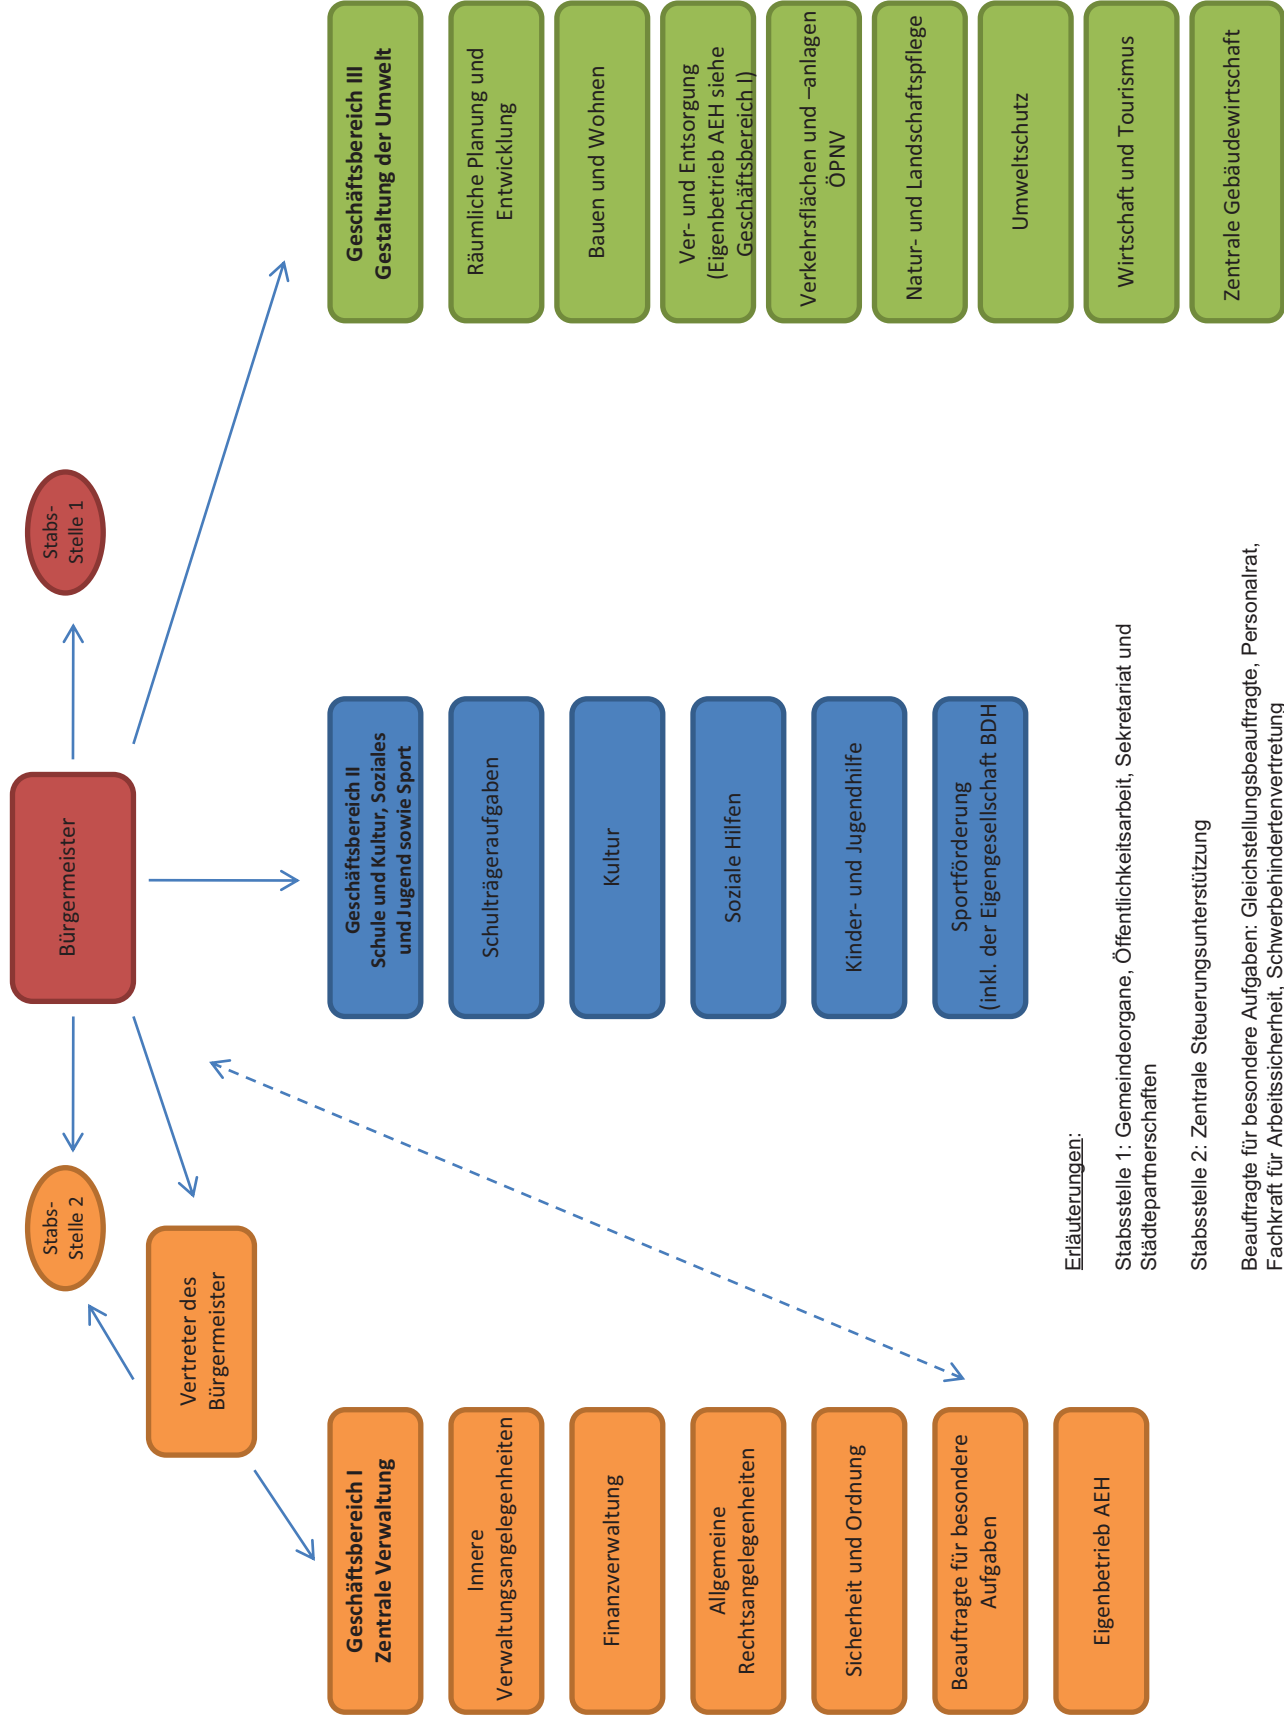 Bürgermeister
Stabs-
Stelle 2
Stabs-
Stelle 1
Vertreter des
Bürgermeister
Geschäftsbereich I
Zentrale Verwaltung
Innere
Verwaltungsangelegenheiten
Finanzverwaltung
Allgemeine
Rechtsangelegenheiten
Sicherheit und Ordnung
Beauftragte für besondere
Aufgaben
Eigenbetrieb AEH
Geschäftsbereich II
Schule und Kultur, Soziales
und Jugend sowie Sport
Schulträgeraufgaben
Kultur
Soziale Hilfen
Kinder- und Jugendhilfe
Sportförderung
(inkl. der Eigengesellschaft BDH
Geschäftsbereich III
Gestaltung der Umwelt
Räumliche Planung und
Entwicklung
Bauen und Wohnen
Ver- und Entsorgung
(Eigenbetrieb AEH siehe
Geschäftsbereich I)
Verkehrsflächen und –anlagen
ÖPNV
Natur- und Landschaftspflege
Umweltschutz
Wirtschaft und Tourismus
Zentrale Gebäudewirtschaft
Erläuterungen:
Stabsstelle 1: Gemeindeorgane, Öffentlichkeitsarbeit, Sekretariat und
Städtepartnerschaften
Stabsstelle 2: Zentrale Steuerungsunterstützung
Beauftragte für besondere Aufgaben: Gleichstellungsbeauftragte, Personalrat,
Fachkraft für Arbeitssicherheit, Schwerbehindertenvertretung